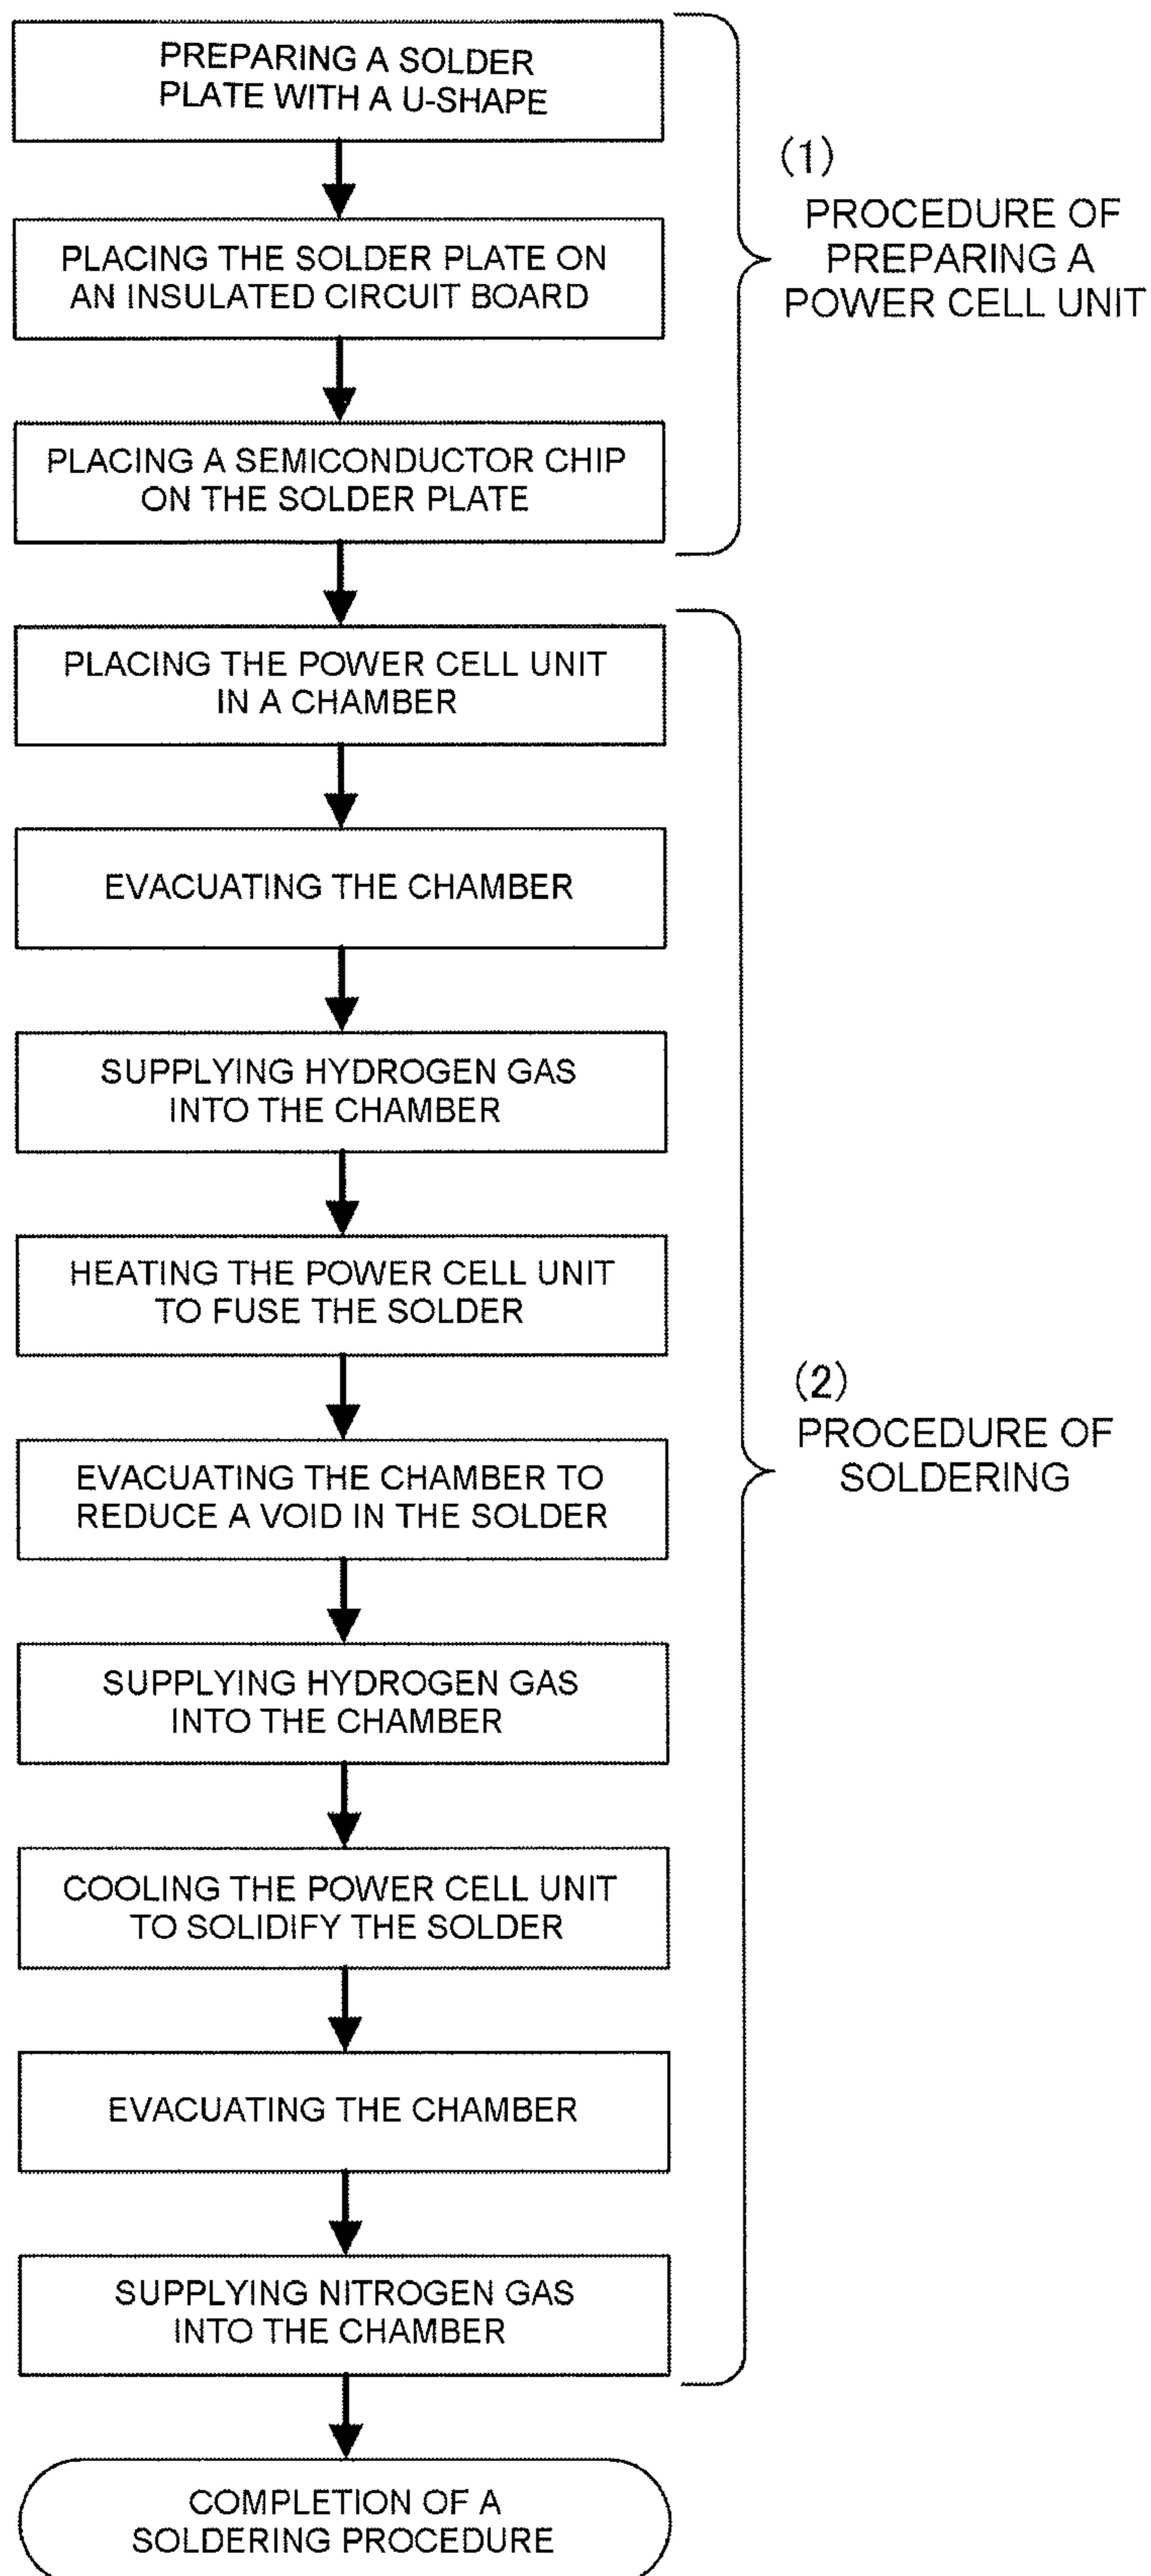 PREPARING A SOLDER
PLATE WITH A U-SHAPE
PLACING THE SOLDER PLATE ON
AN INSULATED CIRCUIT BOARD
PLACING A SEMICONDUCTOR CHIP
ON THE SOLDER PLATE
(1)
PROCEDURE OF
PREPARING A
POWER CELL UNIT
PLACING THE POWER CELL UNIT
IN A CHAMBER
EVACUATING THE CHAMBER
SUPPLYING HYDROGEN GAS
INTO THE CHAMBER
HEATING THE POWER CELL UNIT
TO FUSE THE SOLDER
EVACUATING THE CHAMBER TO
REDUCE A VOID IN THE SOLDER
SUPPLYING HYDROGEN GAS
INTO THE CHAMBER
COOLING THE POWER CELL UNIT
TO SOLIDIFY THE SOLDER
EVACUATING THE CHAMBER
SUPPLYING NITROGEN GAS
INTO THE CHAMBER
(2)
PROCEDURE OF
SOLDERING
COMPLETION OF A
SOLDERING PROCEDURE